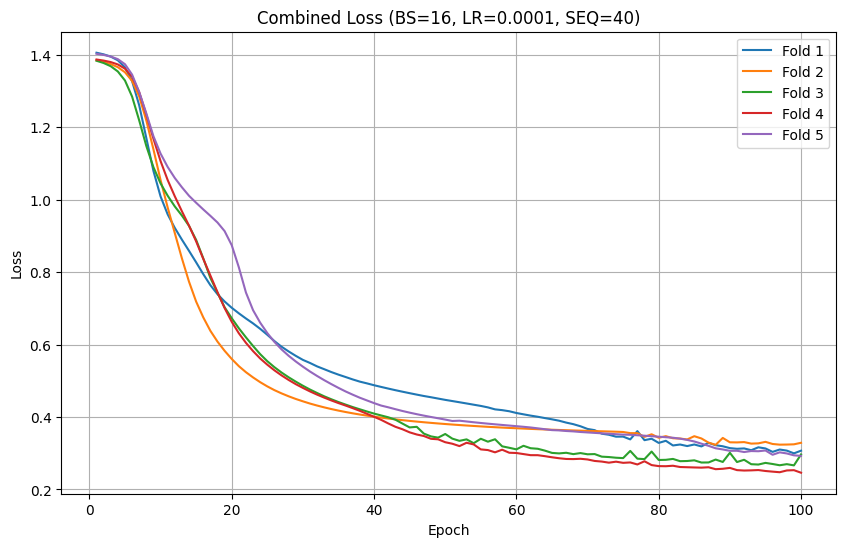 Combined Loss (BS=16, LR=0.0001, SEQ=40)
1.4
1.2
1.0
0.8
0.6
0.4
0.2
Loss
Fold 1
Fold 2
Fold 3
Fold 4
Fold 5
0 20 40 60 80 100
Epoch